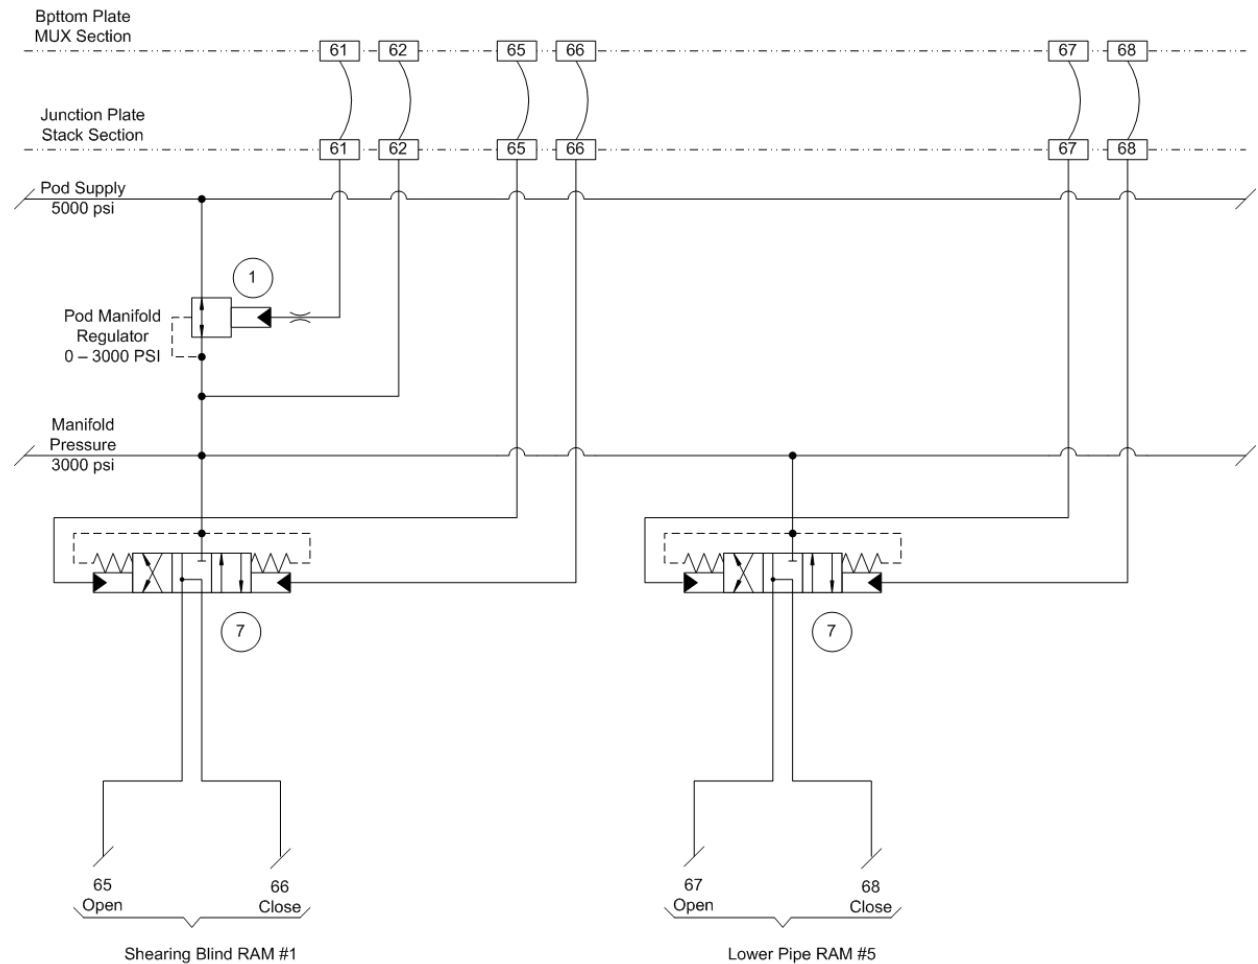 Bpttom Plate
MUX Section
61 62 65 66 67 68
Junction Plate
Stack Section
61 62 65 66 67 68
Pod Supply
5000 psi
1
Pod Manifold
Regulator
0 – 3000 PSI
Manifold
Pressure
3000 psi
7 7
65 66 67 68
Open Close Open Close
Shearing Blind RAM #1 Lower Pipe RAM #5